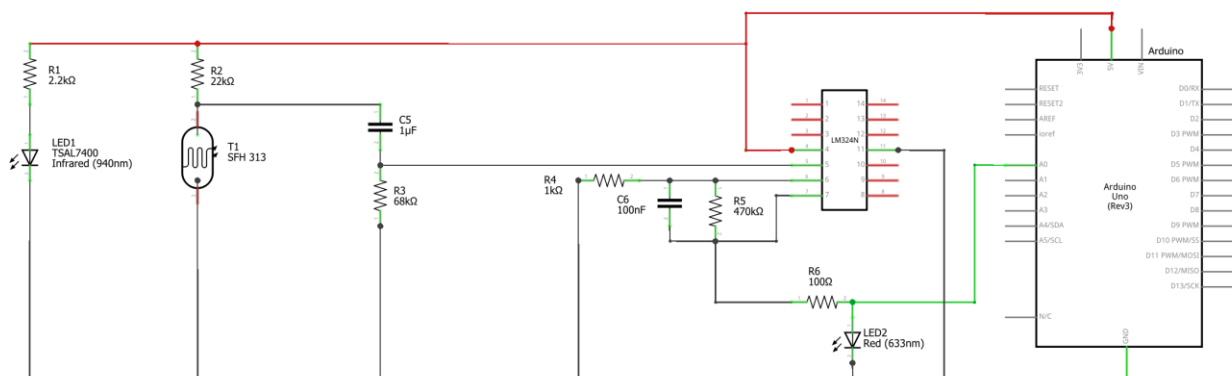 R1
2.2kΩ
LED1
TSAL7400
Infrared (940nm)
R2
22kΩ
T1
SFH 313
C5
1µF
R3
68kΩ
R4
1kΩ
C6
100nF
R5
470kΩ
R6
100Ω
LED2
Red (633nm)
1
2
3
4
5
6
7
14
13
12
11
10
9
8
LM324N
Arduino
3V3
5V
VIN
RESET
RESET2
AREF
ioref
A0
A1
A2
A3
A4/SDA
A5/SCL
N/C
Arduino
Uno
(Rev3)
D0/RX
D1/TX
D2
D3 PWM
D4
D5 PWM
D6 PWM
D7
D8
D9 PWM
D10 PWM/SS
D11 PWM/MOSI
D12/MISO
D13/SCK
GND